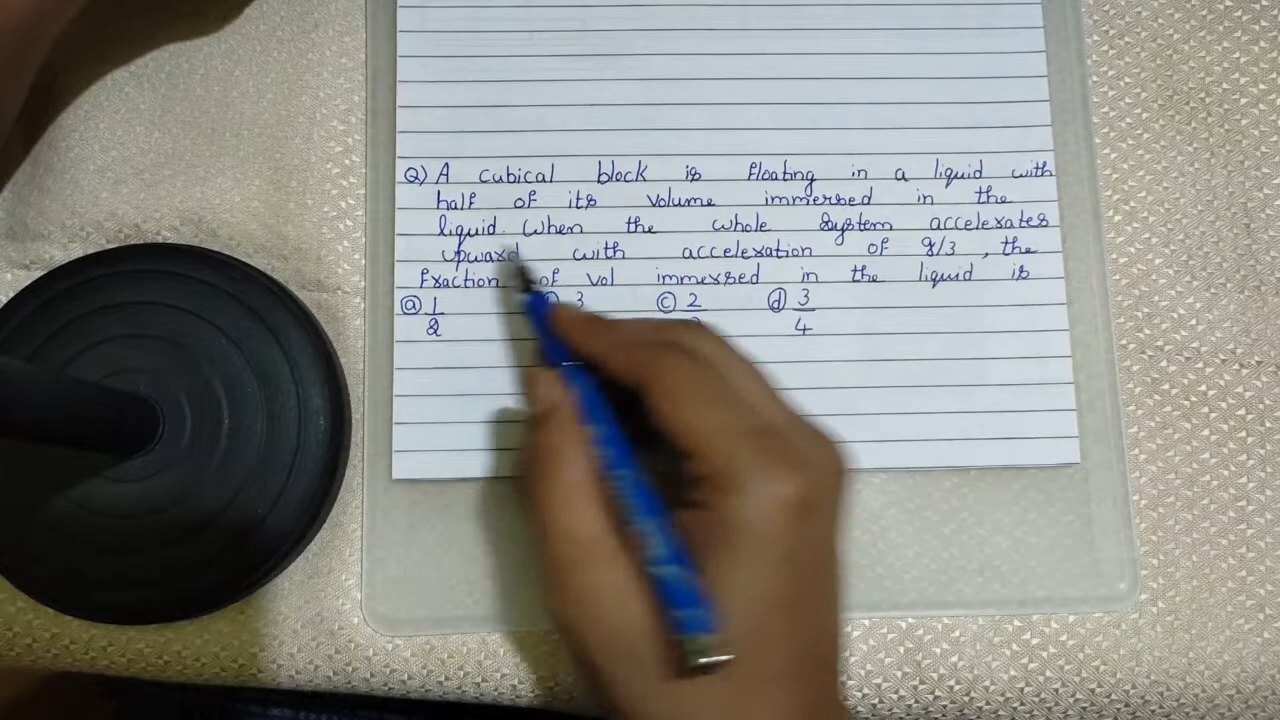 Q) A cubical block is floating in a liquid with
half of its volume immersed in the
liquid. When the whole system accelerates
upward with acceleration of g/3, the
fraction of vol immersed in the liquid is
(a) 1/2 3 (c) 2 (d) 3/4